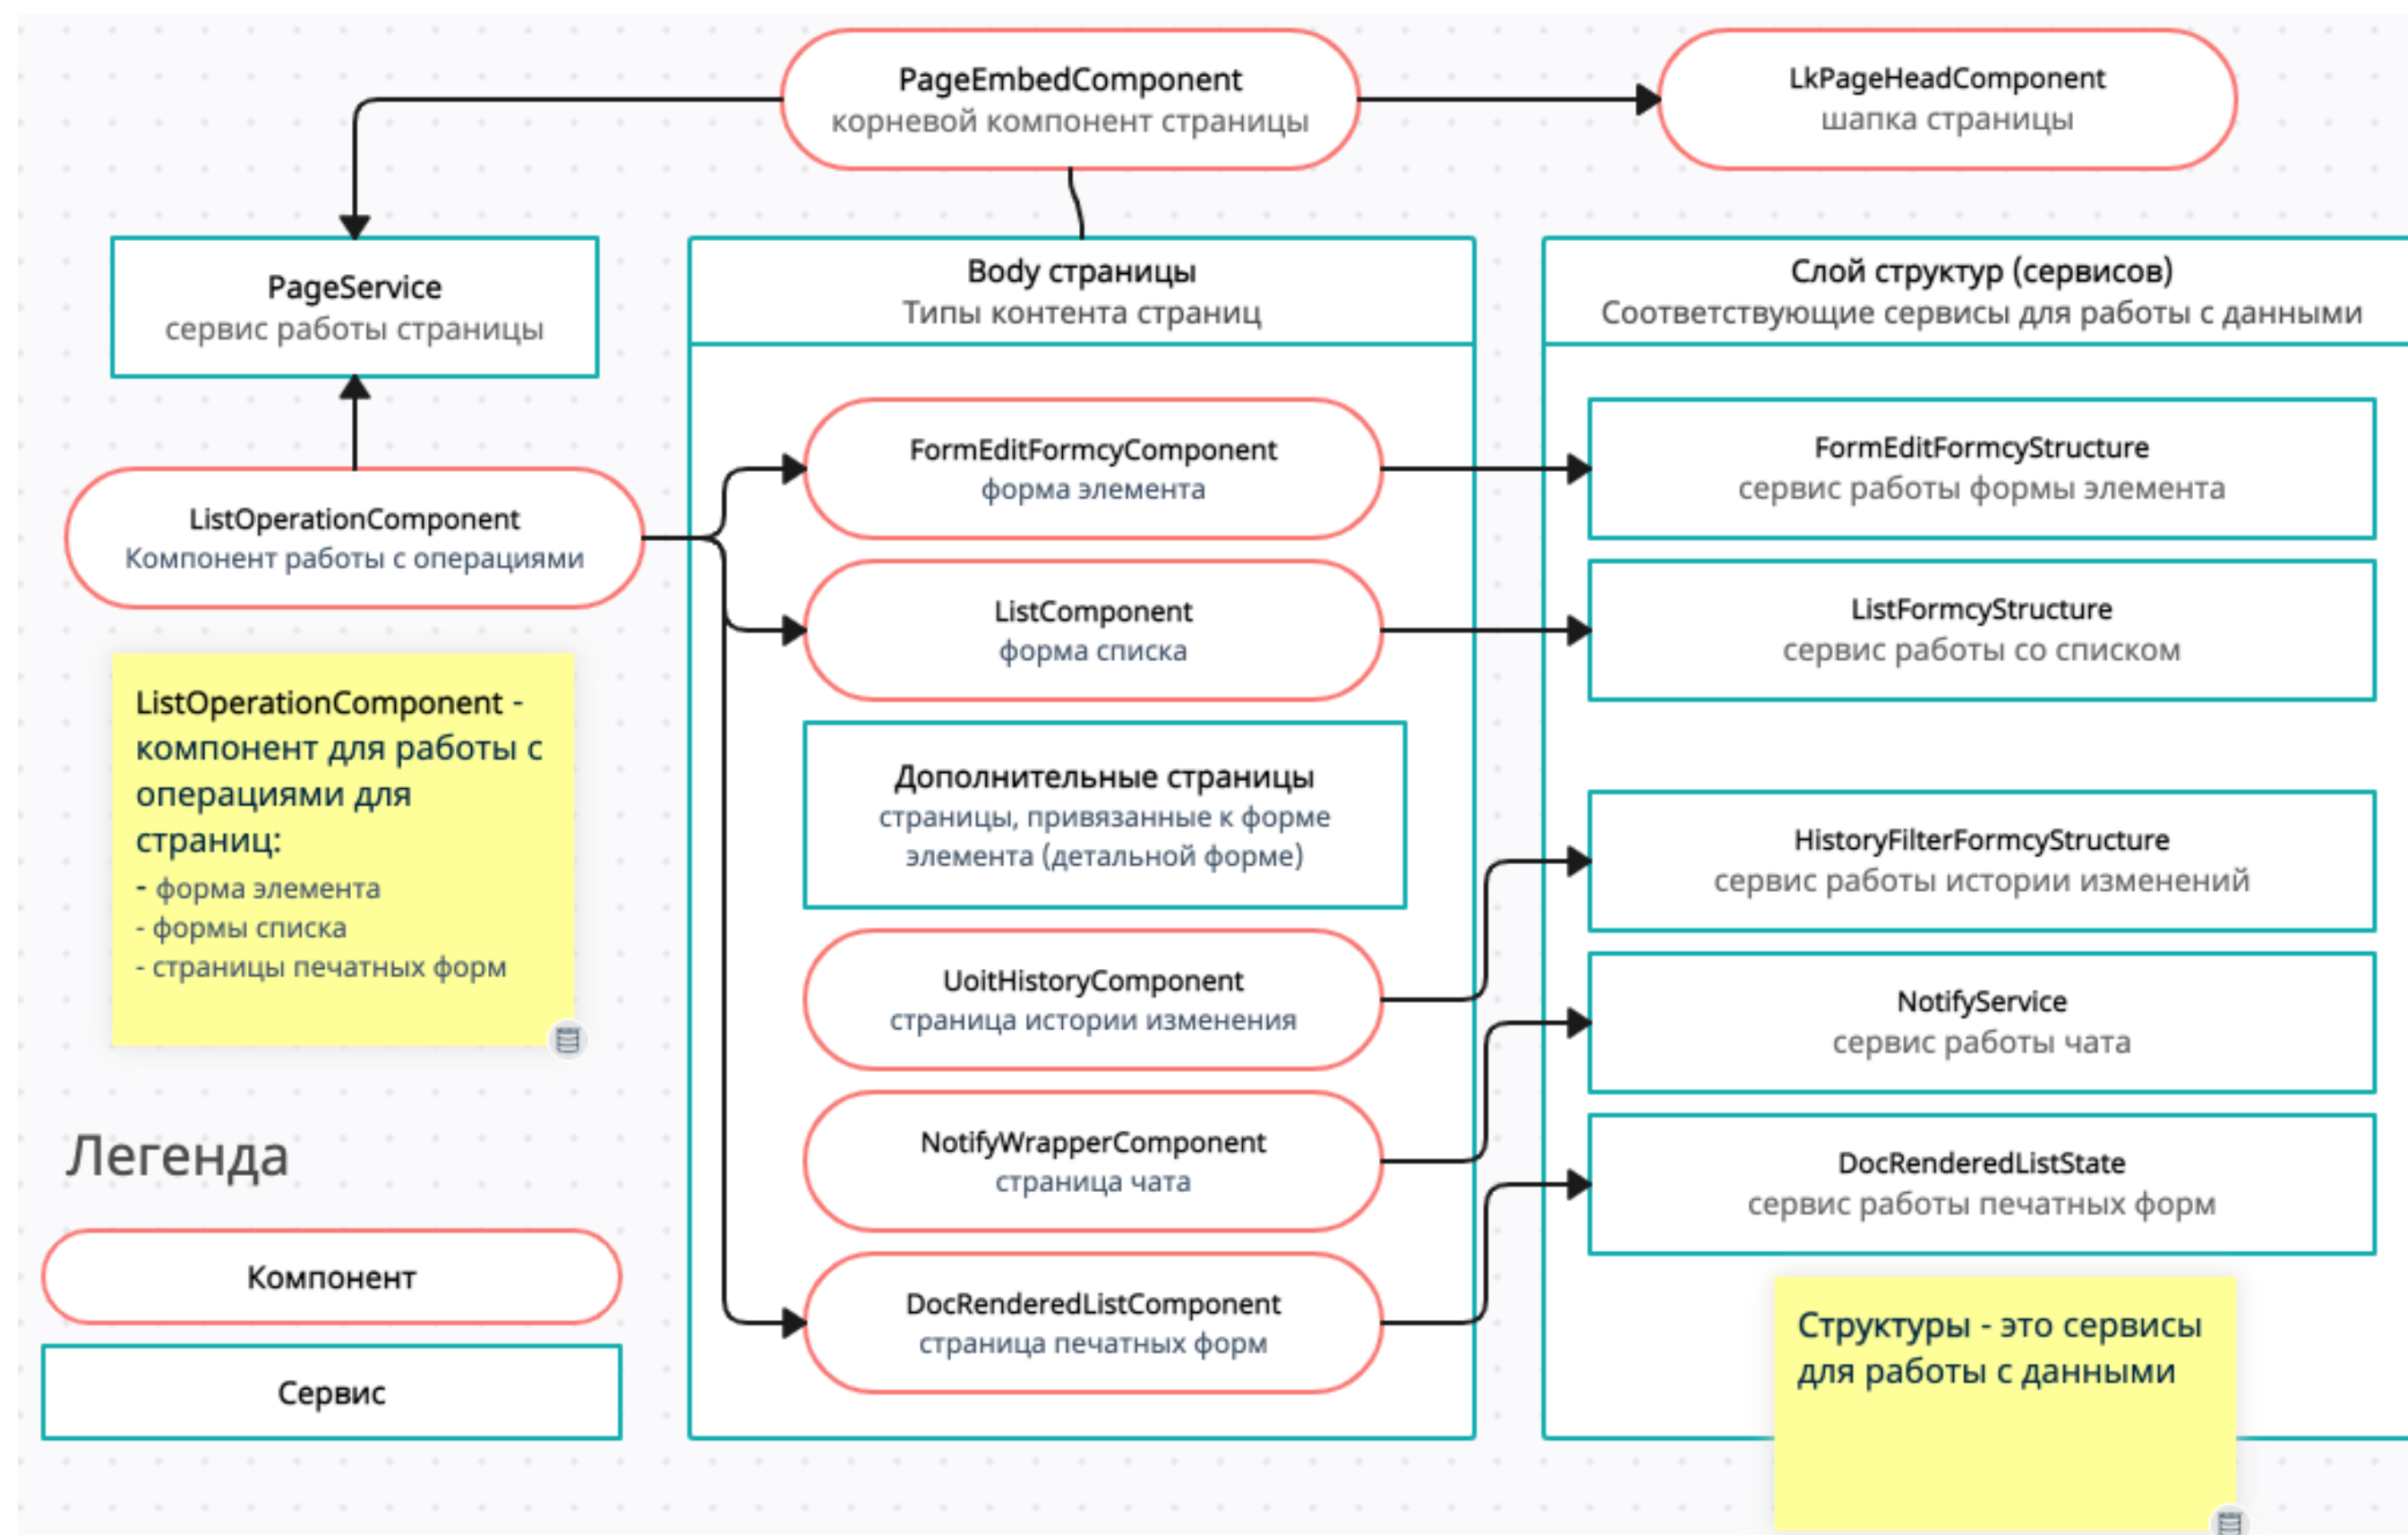 PageEmbedComponent
корневой компонент страницы
LkPageHeadComponent
шапка страницы
PageService
сервис работы страницы
ListOperationComponent
Компонент работы с операциями
ListOperationComponent -
компонент для работы с
операциями для
страниц:
- форма элемента
- формы списка
- страницы печатных форм
Легенда
Компонент
Сервис
Body страницы
Типы контента страниц
FormEditFormcyComponent
форма элемента
ListComponent
форма списка
Дополнительные страницы
страницы, привязанные к форме
элемента (детальной форме)
UoitHistoryComponent
страница истории изменения
NotifyWrapperComponent
страница чата
DocRenderedListComponent
страница печатных форм
Слой структур (сервисов)
Соответствующие сервисы для работы с данными
FormEditFormcyStructure
сервис работы формы элемента
ListFormcyStructure
сервис работы со списком
HistoryFilterFormcyStructure
сервис работы истории изменений
NotifyService
сервис работы чата
DocRenderedListState
сервис работы печатных форм
Структуры - это сервисы
для работы с данными